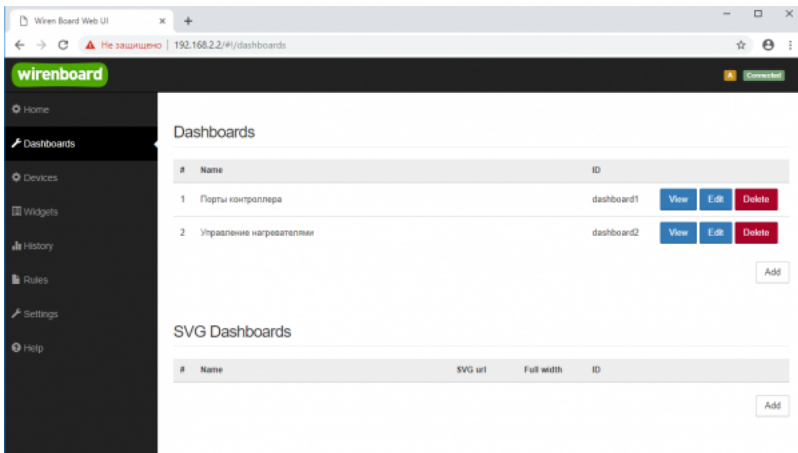 Wiren Board Web UI
Не защищено 192.168.2.2/#!/dashboards
wirenboard
A Connected
Home
Dashboards
Devices
Widgets
History
Rules
Settings
Help
Dashboards
# Name ID
1 Порты контроллера dashboard1 View Edit Delete
2 Управление нагревателями dashboard2 View Edit Delete
Add
SVG Dashboards
# Name SVG url Full width ID
Add